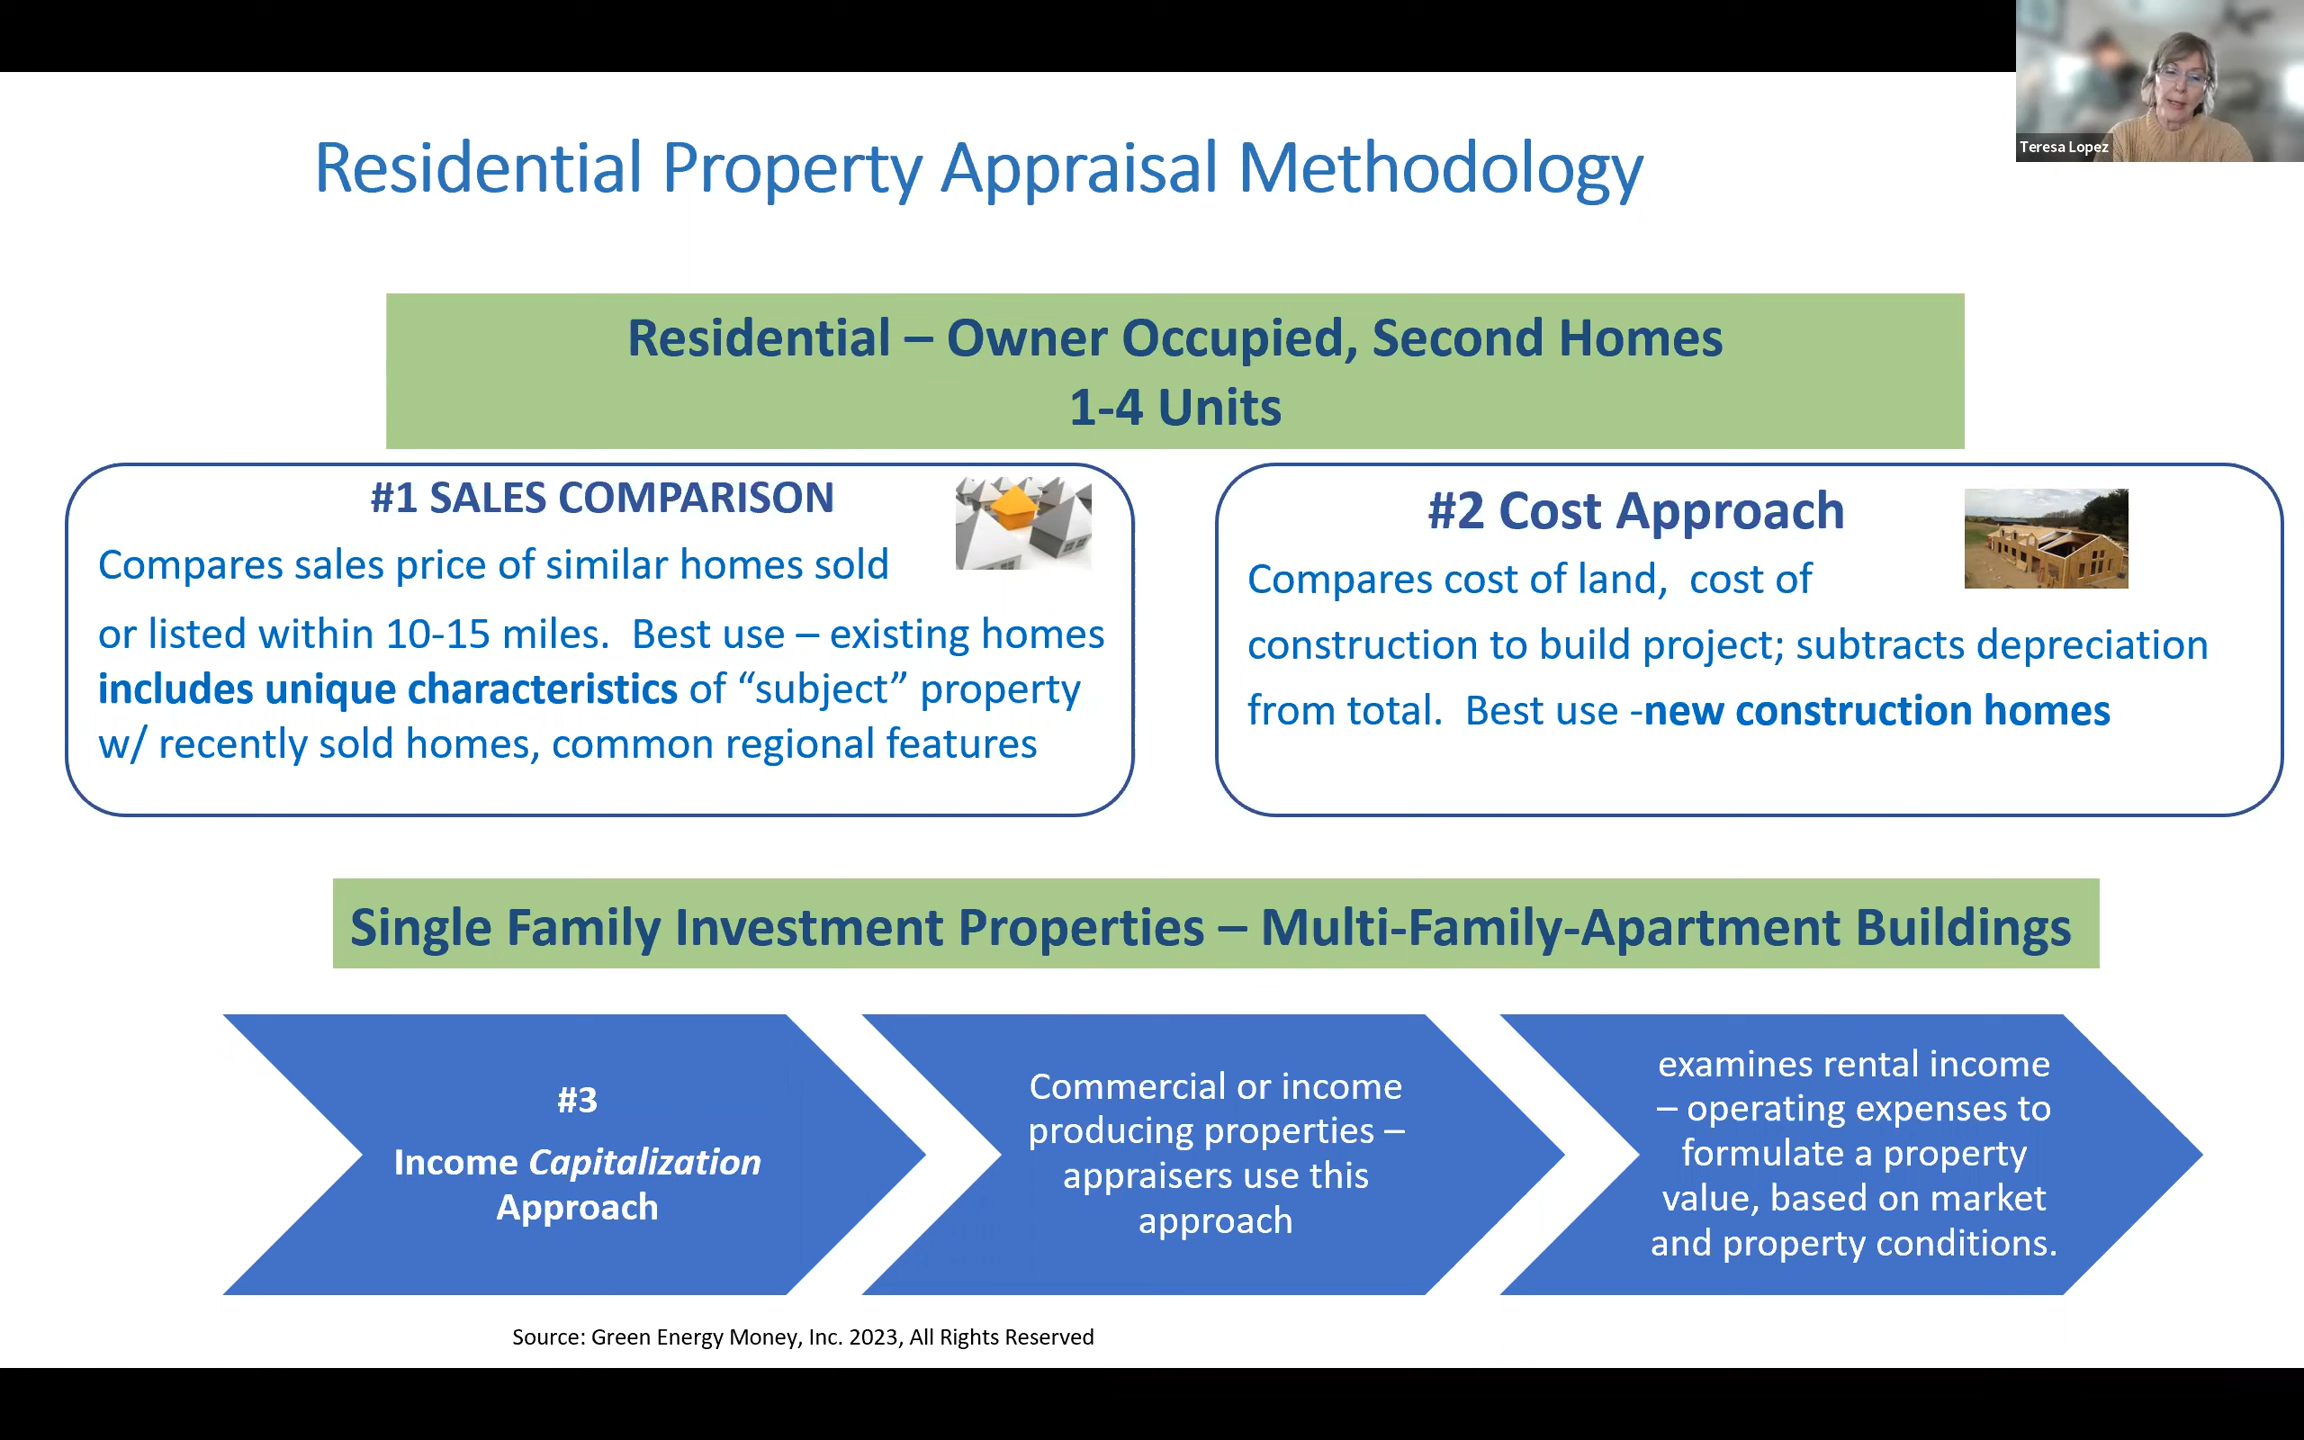 Teresa Lopez
Residential Property Appraisal Methodology
Residential – Owner Occupied, Second Homes
1-4 Units
#1 SALES COMPARISON
Compares sales price of similar homes sold
or listed within 10-15 miles.  Best use – existing homes
includes unique characteristics of “subject” property
w/ recently sold homes, common regional features
#2 Cost Approach
Compares cost of land,  cost of
construction to build project; subtracts depreciation
from total.  Best use -new construction homes
Single Family Investment Properties – Multi-Family-Apartment Buildings
#3
Income Capitalization
Approach
Commercial or income
producing properties –
appraisers use this
approach
examines rental income
– operating expenses to
formulate a property
value, based on market
and property conditions.
Source: Green Energy Money, Inc. 2023, All Rights Reserved